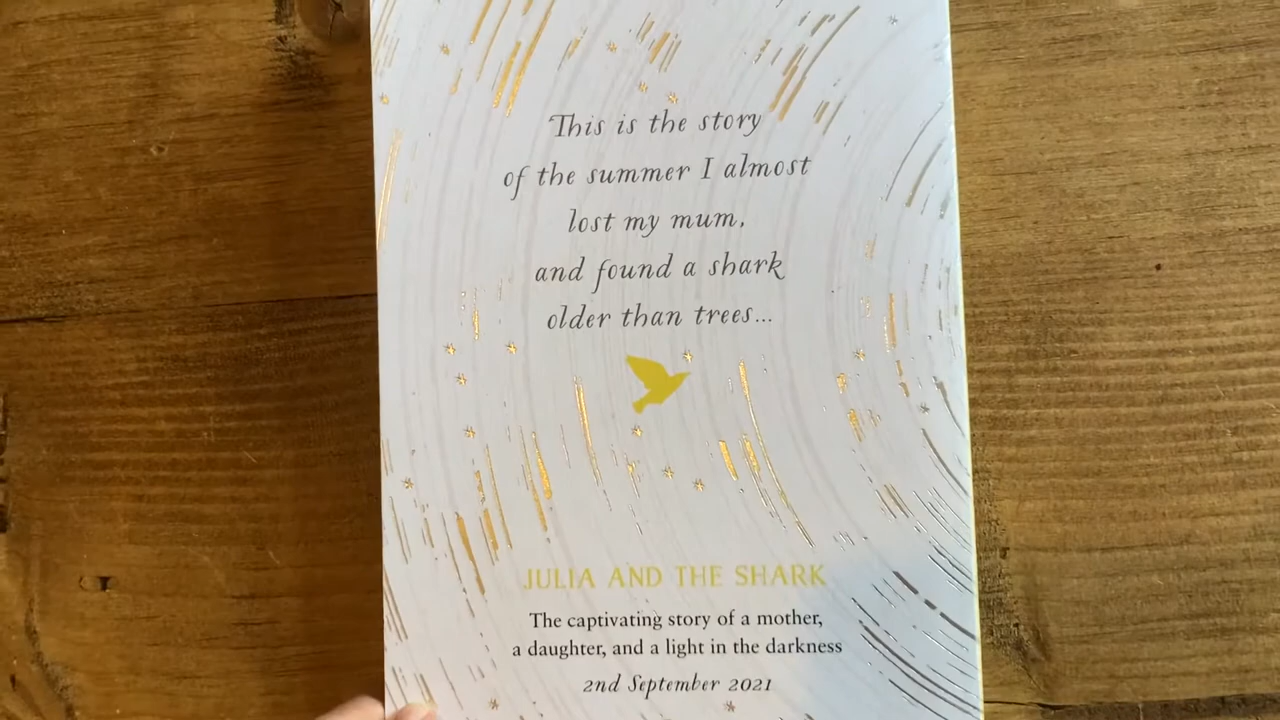 This is the story
of the summer I almost
lost my mum,
and found a shark
older than trees...
JULIA AND THE SHARK
The captivating story of a mother,
a daughter, and a light in the darkness
2nd September 2021